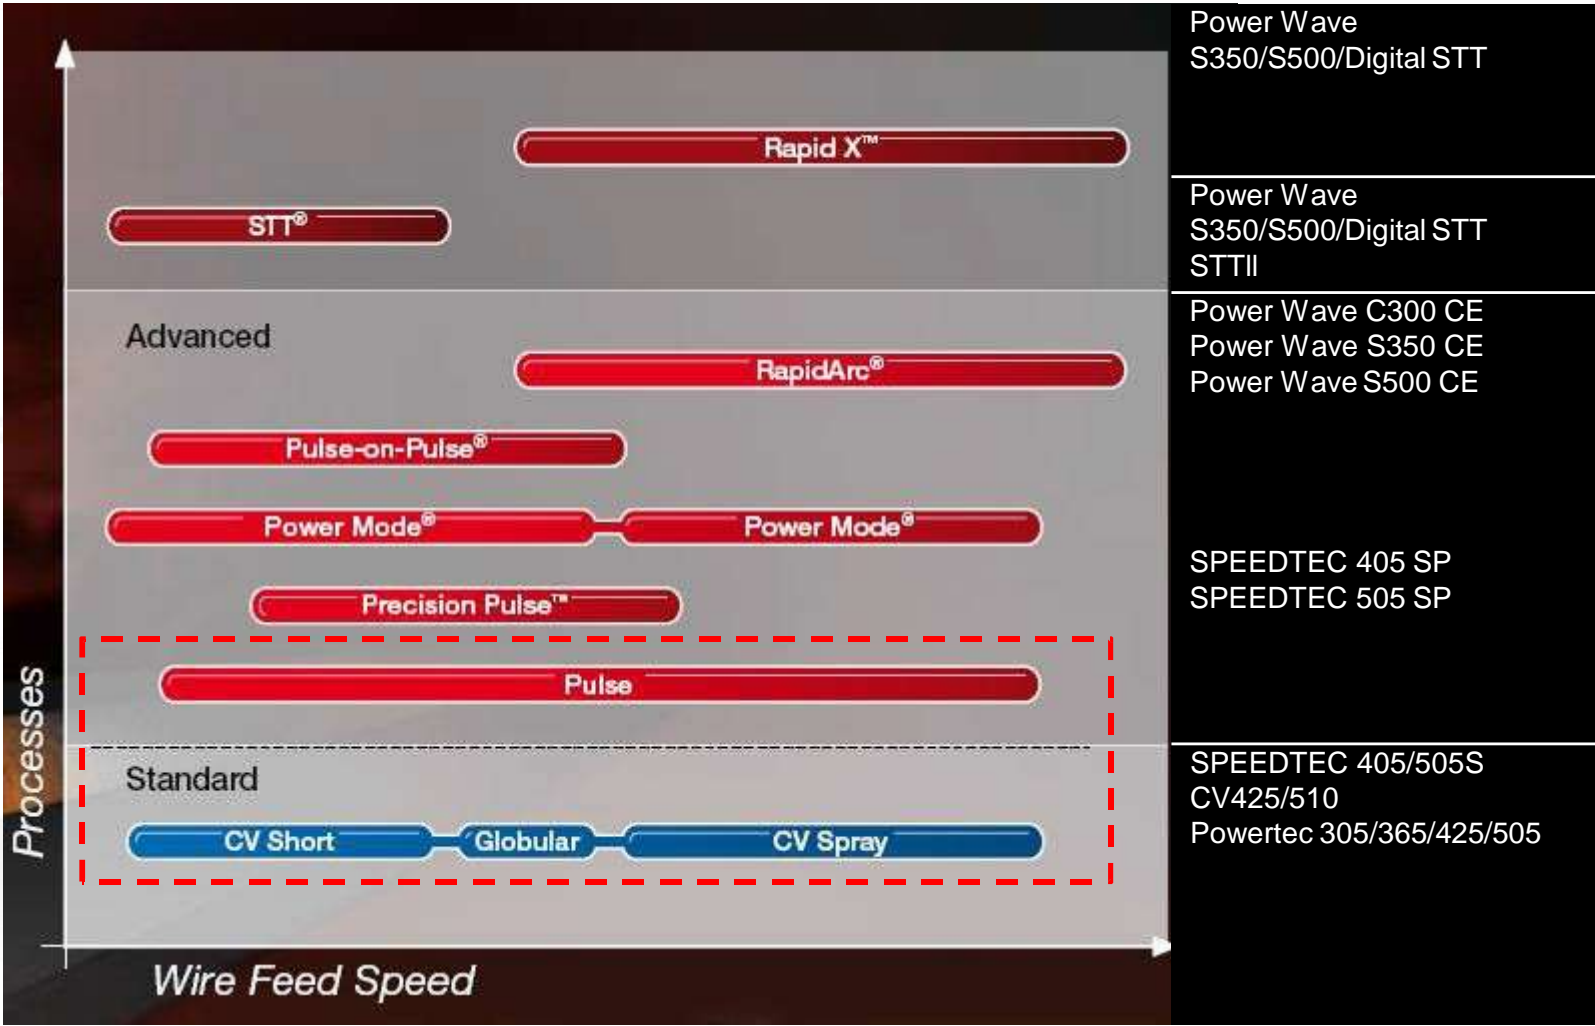 Power Wave
S350/S500/Digital STT
Rapid X™
Power Wave
S350/S500/Digital STT
STTII
STT®
Power Wave C300 CE
Power Wave S350 CE
Power Wave S500 CE
Advanced
RapidArc®
Pulse-on-Pulse®
Power Mode® Power Mode®
SPEEDTEC 405 SP
SPEEDTEC 505 SP
Precision Pulse™
Pulse
Processes
SPEEDTEC 405/505S
CV425/510
Powertec 305/365/425/505
Standard
CV Short Globular CV Spray
Wire Feed Speed